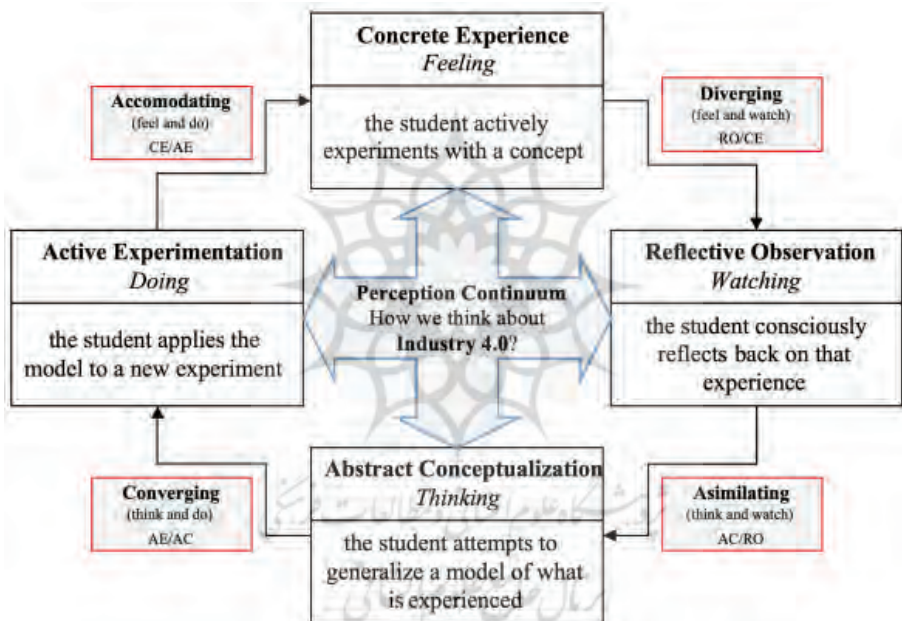 Concrete Experience
Feeling
the student actively
experiments with a concept
Accomodating
(feel and do)
CE/AE
Diverging
(feel and watch)
RO/CE
Active Experimentation
Doing
the student applies the
model to a new experiment
Perception Continuum
How we think about
Industry 4.0?
Reflective Observation
Watching
the student consciously
reflects back on that
experience
Abstract Conceptualization
Thinking
the student attempts to
generalize a model of what
is experienced
Converging
(think and do)
AE/AC
Asimilating
(think and watch)
AC/RO